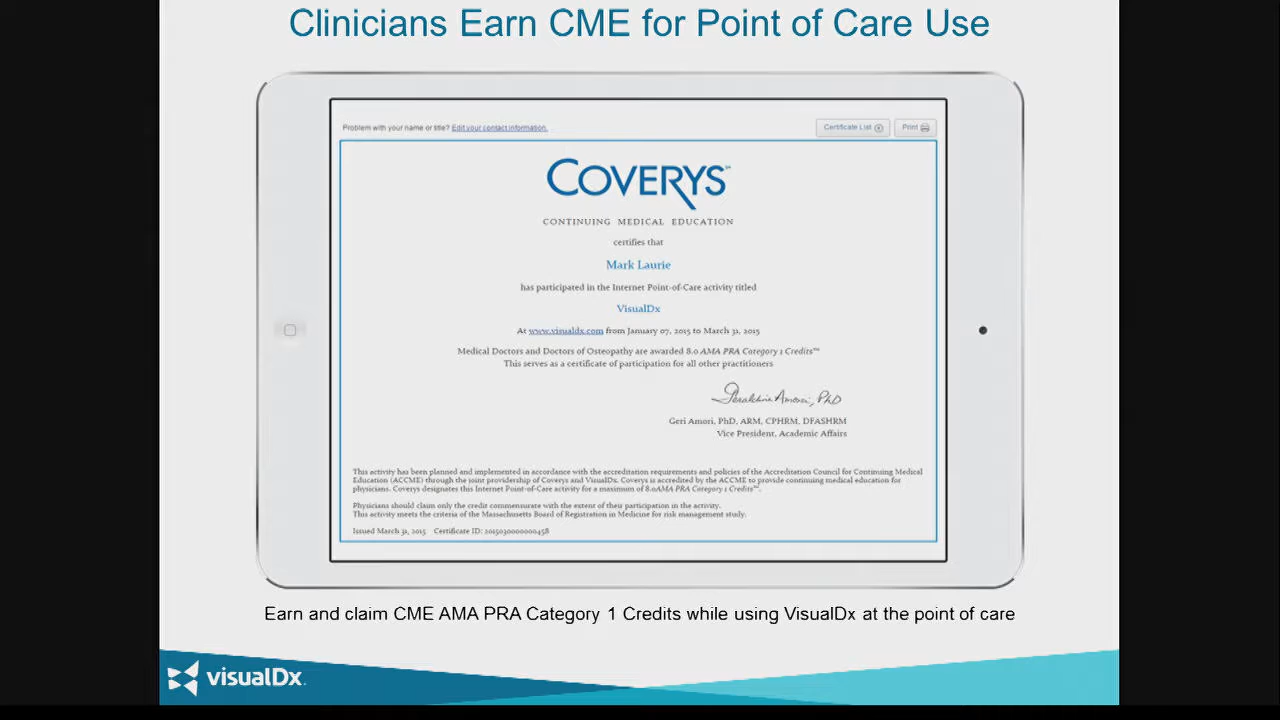 Clinicians Earn CME for Point of Care Use
Problem with your name or title? Edit your contact information.
Certificate List
Print
COVERYS℠
CONTINUING MEDICAL EDUCATION
certifies that
Mark Laurie
has participated in the Internet Point-of-Care activity titled
VisualDx
At www.visualdx.com from January 07, 2015 to March 31, 2015
Medical Doctors and Doctors of Osteopathy are awarded 8.0 AMA PRA Category 1 Credits™
This serves as a certificate of participation for all other practitioners
Geraldine Amori, PhD
Geri Amori, PhD, ARM, CPHRM, DFASHRM
Vice President, Academic Affairs
This activity has been planned and implemented in accordance with the accreditation requirements and policies of the Accreditation Council for Continuing Medical
Education (ACCME) through the joint providership of Coverys and VisualDx. Coverys is accredited by the ACCME to provide continuing medical education for
physicians. Coverys designates this Internet Point-of-Care activity for a maximum of 8.0AMA PRA Category 1 Credits™.
Physicians should claim only the credit commensurate with the extent of their participation in the activity.
This activity meets the criteria of the Massachusetts Board of Registration in Medicine for risk management study.
Issued March 31, 2015 Certificate ID: 2015030000000458
Earn and claim CME AMA PRA Category 1 Credits while using VisualDx at the point of care
visualDx.